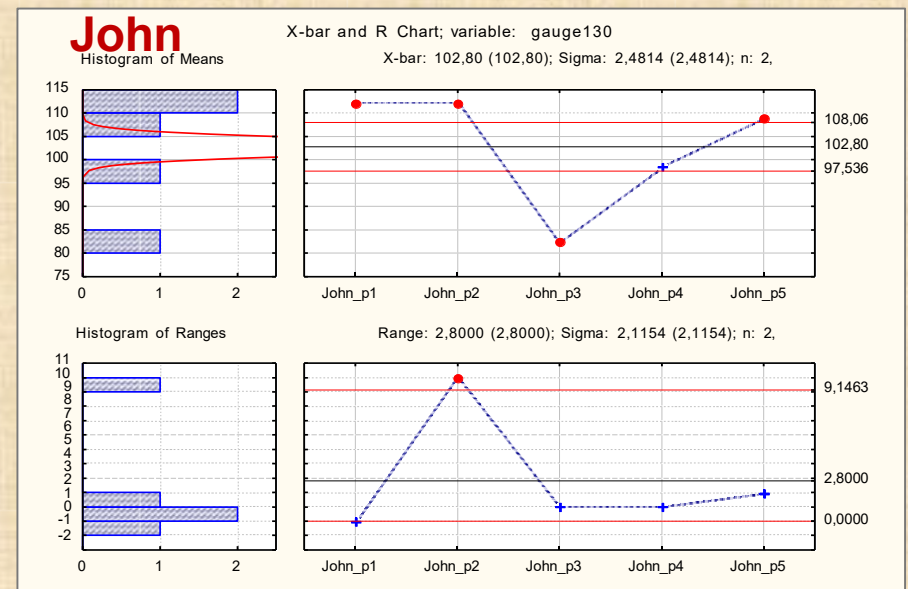 John
X-bar and R Chart; variable: gauge130
Histogram of Means
X-bar: 102,80 (102,80); Sigma: 2,4814 (2,4814); n: 2,
115
110
105
100
95
90
85
80
75
0 1 2
108,06
102,80
97,536
John_p1 John_p2 John_p3 John_p4 John_p5
Histogram of Ranges
Range: 2,8000 (2,8000); Sigma: 2,1154 (2,1154); n: 2,
11
10
9
8
7
6
5
4
3
2
1
0
-1
-2
0 1 2
9,1463
2,8000
0,0000
John_p1 John_p2 John_p3 John_p4 John_p5